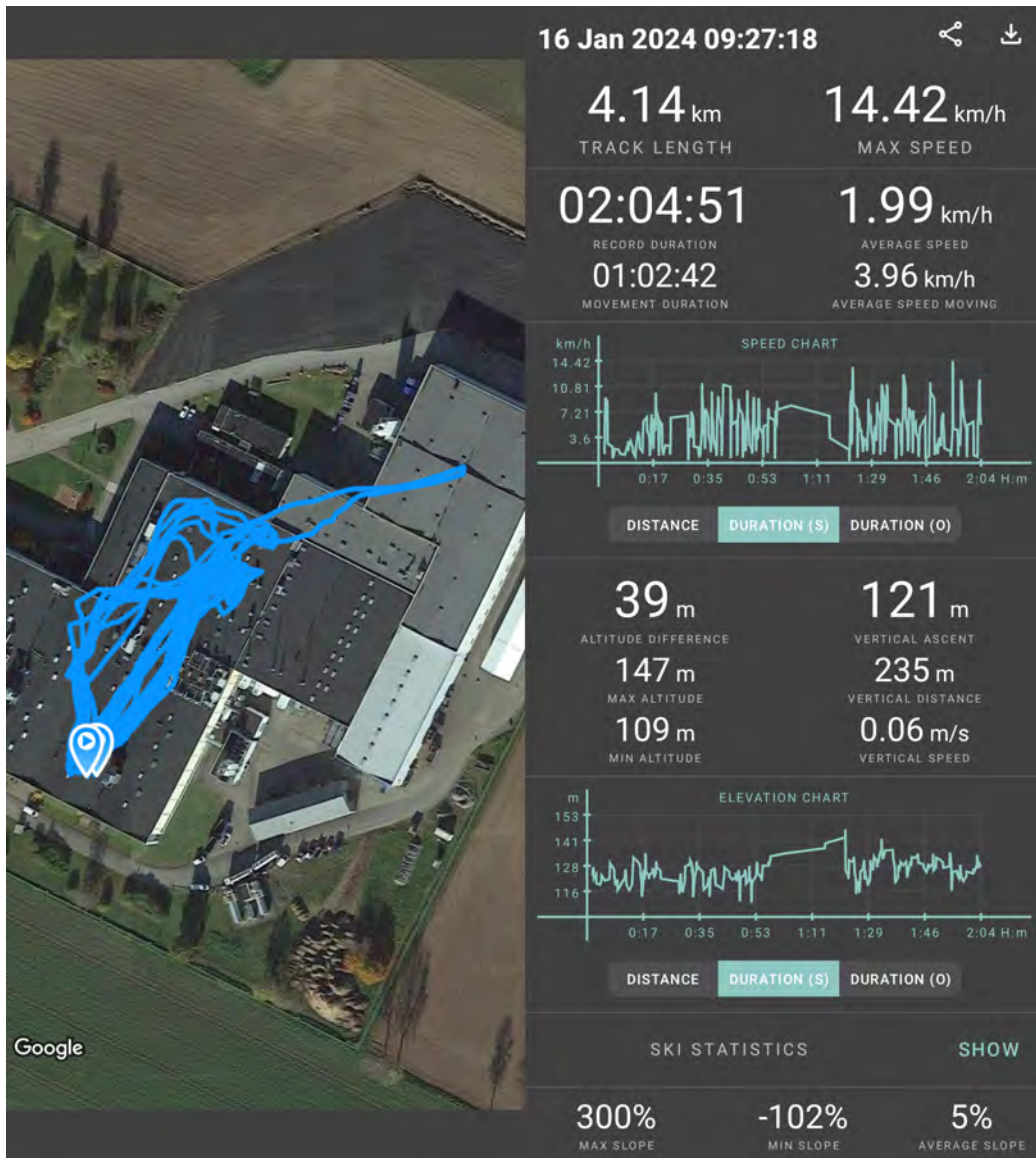 16 Jan 2024 09:27:18
4.14 km 14.42 km/h
TRACK LENGTH MAX SPEED
02:04:51 1.99 km/h
RECORD DURATION AVERAGE SPEED
01:02:42 3.96 km/h
MOVEMENT DURATION AVERAGE SPEED MOVING
km/h SPEED CHART
14.42
10.81
7.21
3.6
0:17 0:35 0:53 1:11 1:29 1:46 2:04 H:m
DISTANCE DURATION (S) DURATION (O)
39 m 121 m
ALTITUDE DIFFERENCE VERTICAL ASCENT
147 m 235 m
MAX ALTITUDE VERTICAL DISTANCE
109 m 0.06 m/s
MIN ALTITUDE VERTICAL SPEED
m ELEVATION CHART
153
141
128
116
0:17 0:35 0:53 1:11 1:29 1:46 2:04 H:m
DISTANCE DURATION (S) DURATION (O)
Google
SKI STATISTICS SHOW
300% -102% 5%
MAX SLOPE MIN SLOPE AVERAGE SLOPE